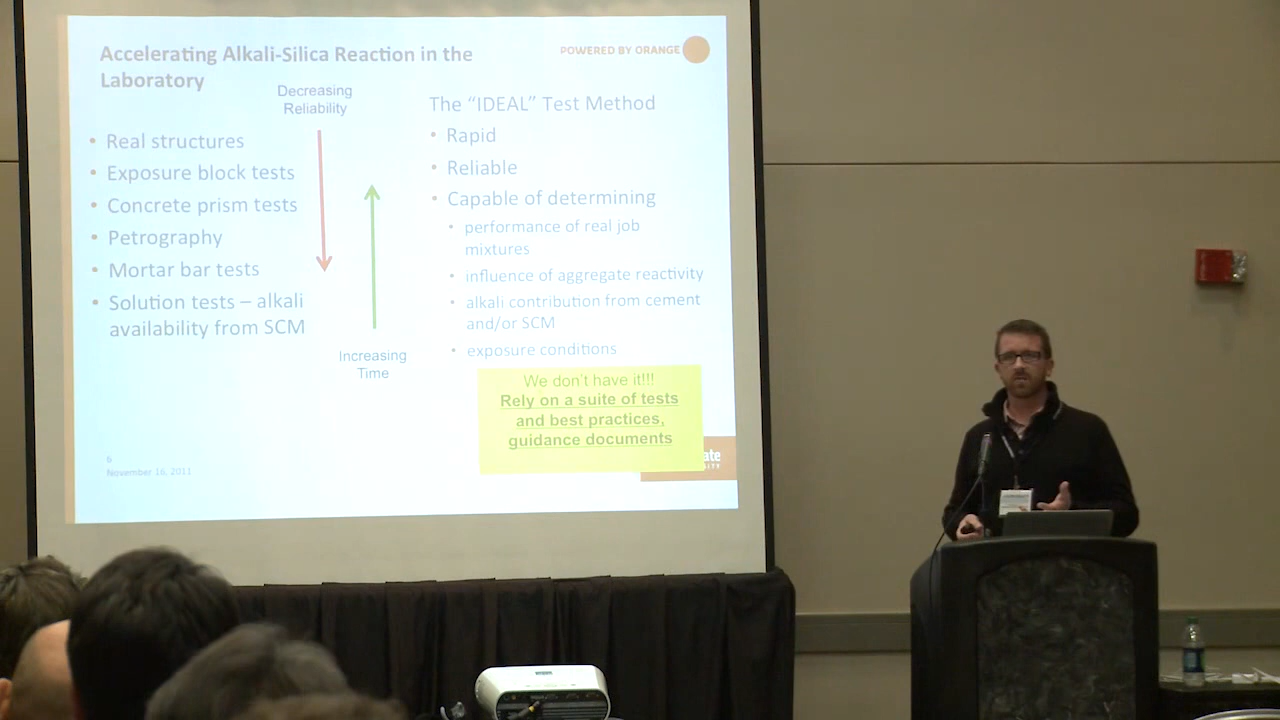 Accelerating Alkali-Silica Reaction in the
Laboratory
POWERED BY ORANGE
Decreasing
Reliability
• Real structures
• Exposure block tests
• Concrete prism tests
• Petrography
• Mortar bar tests
• Solution tests – alkali
availability from SCM
Increasing
Time
The “IDEAL” Test Method
• Rapid
• Reliable
• Capable of determining
• performance of real job
mixtures
• influence of aggregate reactivity
• alkali contribution from cement
and/or SCM
• exposure conditions
We don't have it!!!
Rely on a suite of tests
and best practices,
guidance documents
6
November 16, 2011